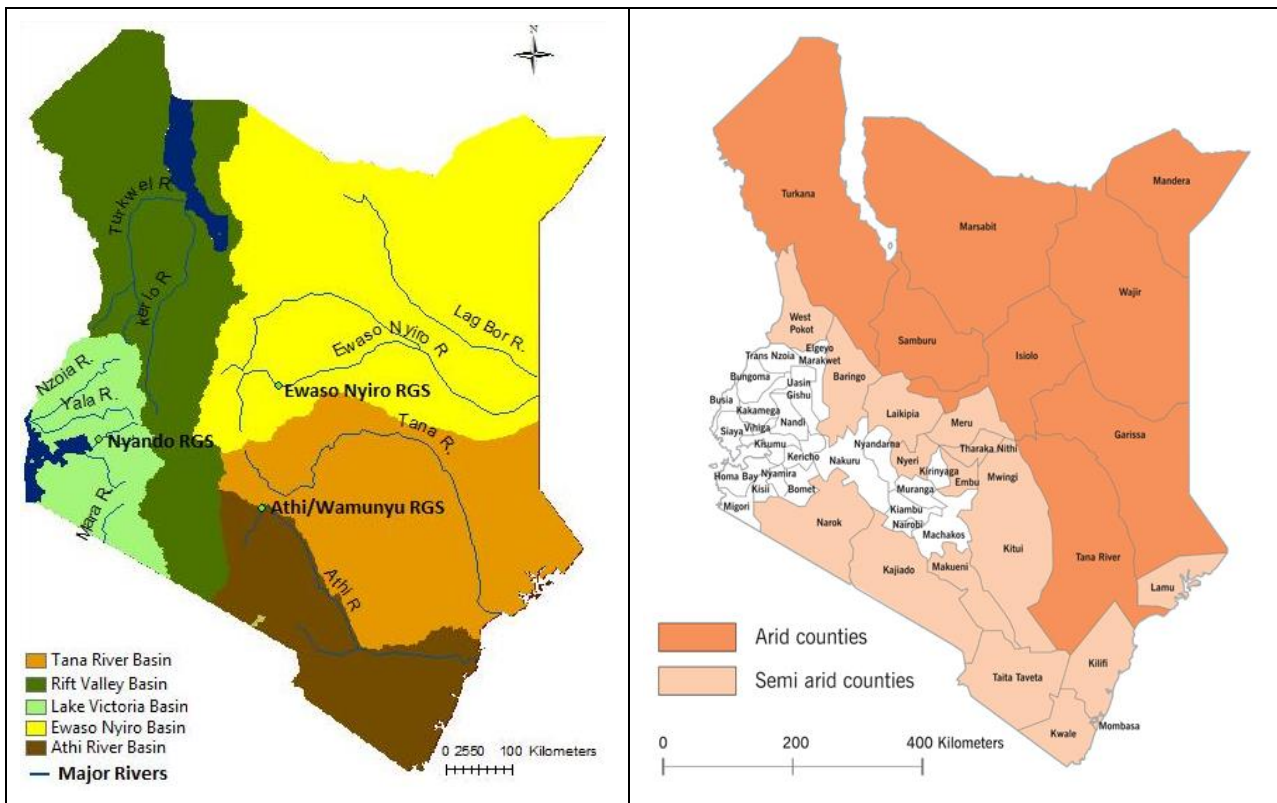 N
Turkwel R.
kerio R.
Lag Bor R.
Ewaso Nyiro R
Ewaso Nyiro RGS
Nzoia R.
Yala R.
Nyando RGS
Tana R.
Mara R.
Athi/Wamunyu RGS
Athi R
Tana River Basin
Rift Valley Basin
Lake Victoria Basin
Ewaso Nyiro Basin
Athi River Basin
Major Rivers
0 2550 100 Kilometers
Turkana
Mandera
Marsabit
Wajir
West
Pokot
Samburu
Isiolo
Trans Nzoia
Elgeyo
Marakwet
Baringo
Bungoma
Uasin
Gishu
Busia
Kakamega
Laikipia
Meru
Garissa
Siaya
Vihiga
Nandi
Nyandarna
Tharaka Nithi
Kisumu
Nyeri
Kirinyaga
Kericho
Nakuru
Embu
Mwingi
Homa Bay
Nyamira
Kisii
Bomet
Muranga
Migori
Kiambu
Nairobi
Narok
Machakos
Kitui
Tana River
Kajiado
Makueni
Lamu
Arid counties
Semi arid counties
Kilifi
Taita Taveta
Kwale
Mombasa
0 200 400 Kilometers